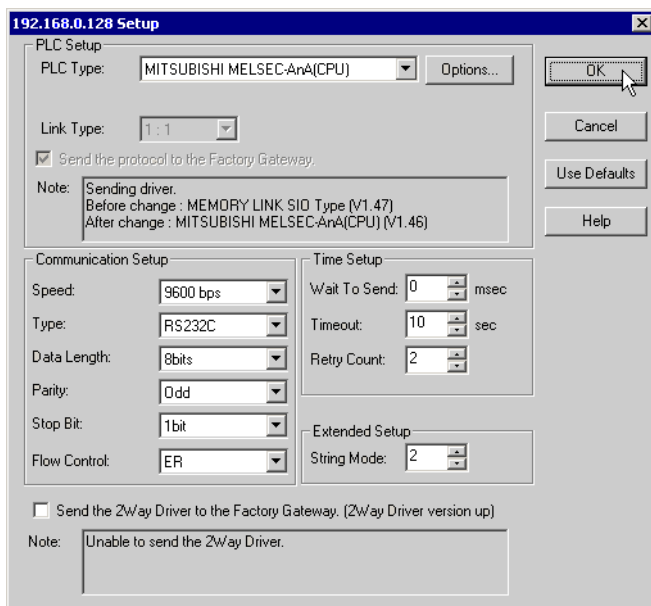 192.168.0.128 Setup
PLC Setup
PLC Type: MITSUBISHI MELSEC-AnA(CPU) Options... OK
Link Type: 1 : 1 Cancel
Send the protocol to the Factory Gateway.
Use Defaults
Note: Sending driver.
Before change : MEMORY LINK SIO Type (V1.47)
After change : MITSUBISHI MELSEC-AnA(CPU) (V1.46)
Help
Communication Setup
Speed: 9600 bps
Type: RS232C
Data Length: 8bits
Parity: Odd
Stop Bit: 1bit
Flow Control: ER
Time Setup
Wait To Send: 0 msec
Timeout: 10 sec
Retry Count: 2
Extended Setup
String Mode: 2
Send the 2Way Driver to the Factory Gateway. (2Way Driver version up)
Note: Unable to send the 2Way Driver.